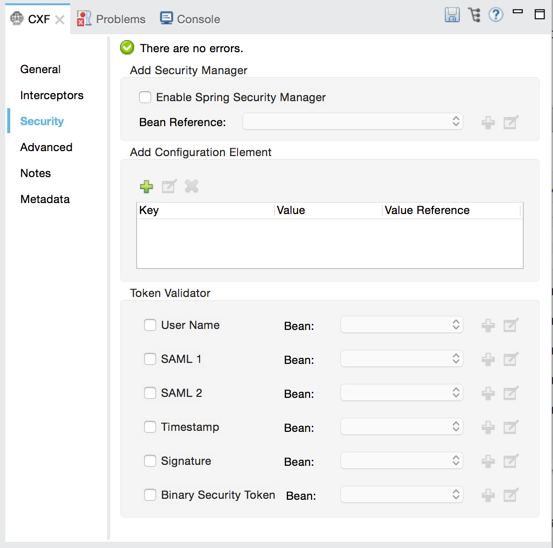 CXF Problems Console
There are no errors.
General
Interceptors
Security
Advanced
Notes
Metadata
Add Security Manager
Enable Spring Security Manager
Bean Reference:
Add Configuration Element
Key Value Value Reference
Token Validator
User Name Bean:
SAML 1 Bean:
SAML 2 Bean:
Timestamp Bean:
Signature Bean:
Binary Security Token Bean: